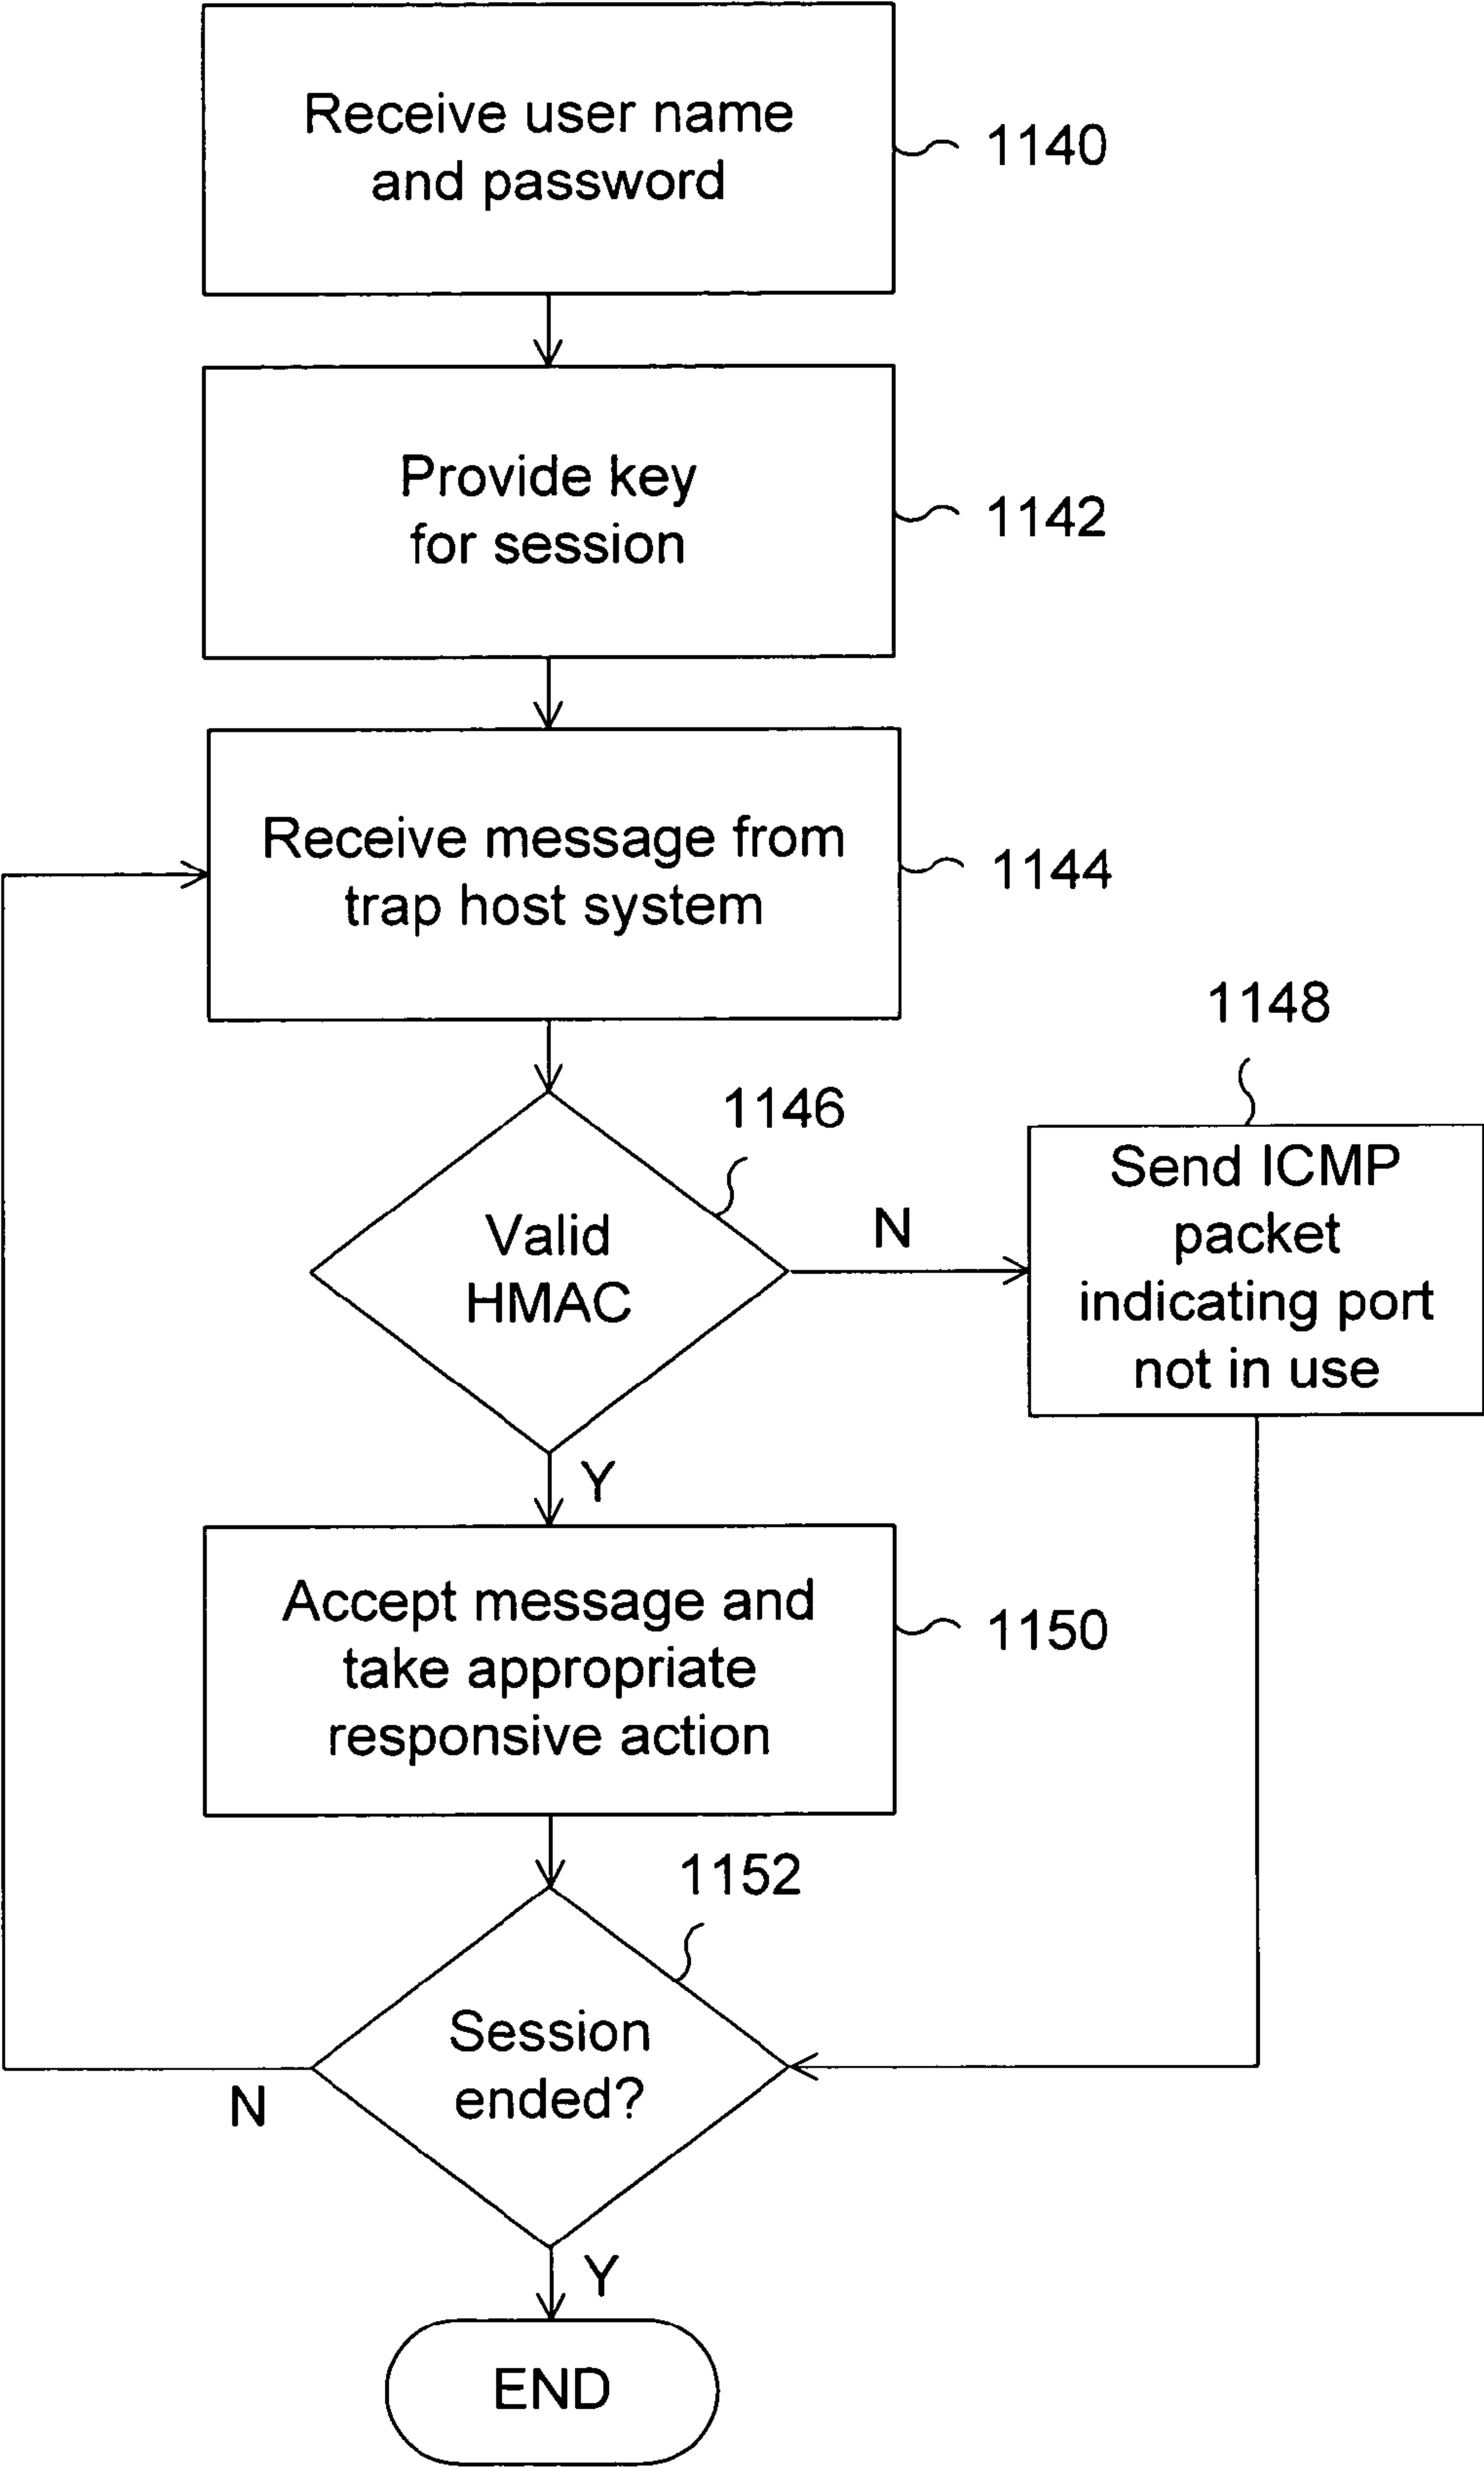 Receive user name
and password
1140
Provide key
for session
1142
Receive message from
trap host system
1144
1148
1146
Send ICMP
packet
indicating port
not in use
N
Valid
HMAC
Y
Accept message and
take appropriate
responsive action
1150
1152
Session
ended?
N
Y
END